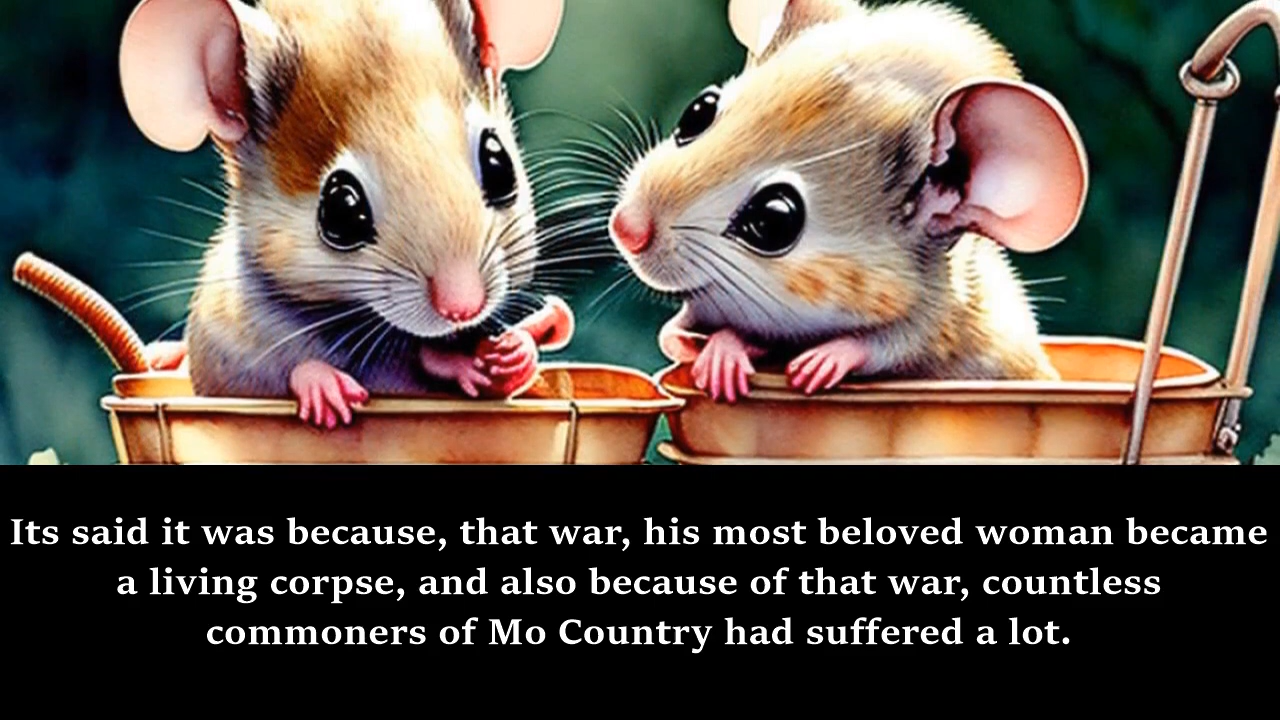 Its said it was because, that war, his most beloved woman became
a living corpse, and also because of that war, countless
commoners of Mo Country had suffered a lot.